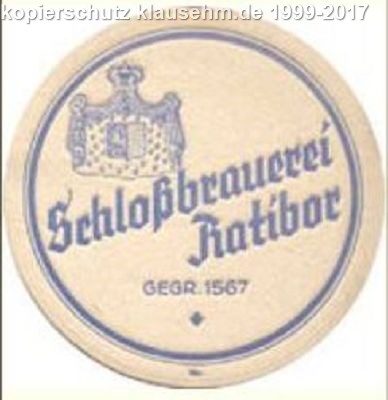 kopierschutz klausehm.de 1999-2017
Schloßbrauerei
Ratibor
GEGR. 1567